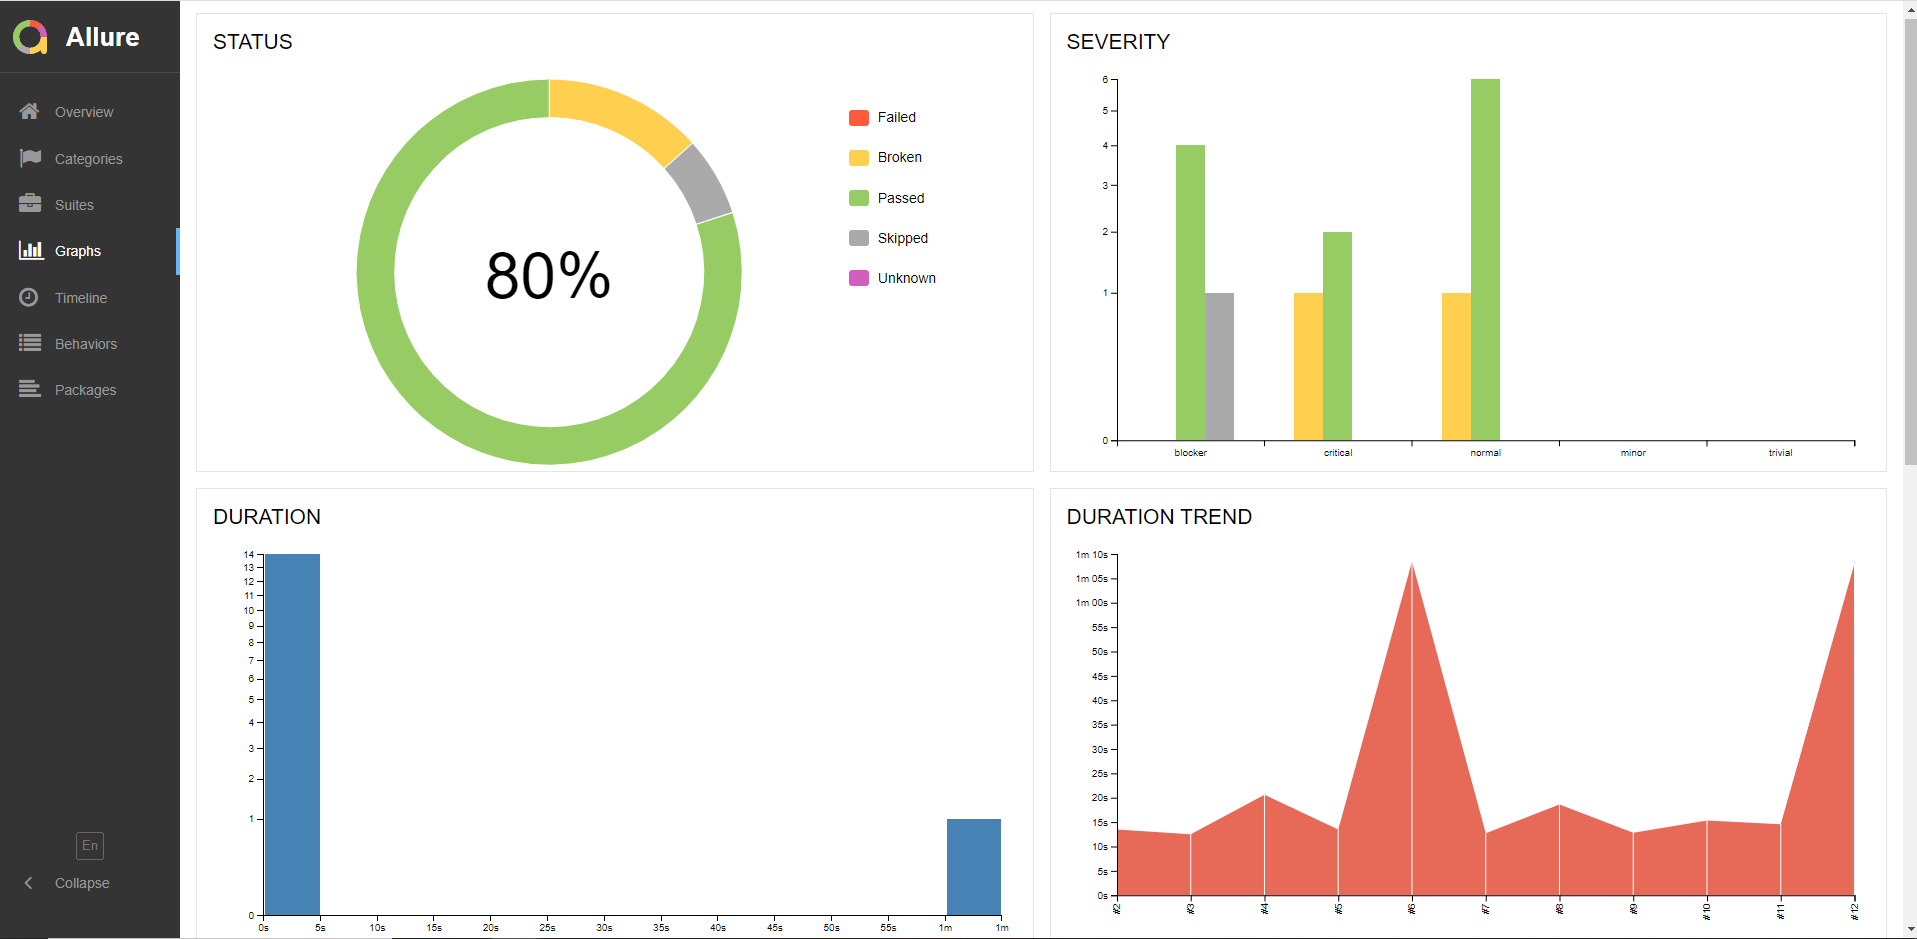 Allure
Overview
Categories
Suites
Graphs
Timeline
Behaviors
Packages
En
Collapse
STATUS
80%
Failed
Broken
Passed
Skipped
Unknown
SEVERITY
6
5
4
3
2
1
0
blocker critical normal minor trivial
DURATION
14
13
12
11
10
9
8
7
6
5
4
3
2
1
0
0s 5s 10s 15s 20s 25s 30s 35s 40s 45s 50s 55s 1m 1m
DURATION TREND
1m 10s
1m 05s
1m 00s
55s
50s
45s
40s
35s
30s
25s
20s
15s
10s
5s
0s
#2 #3 #4 #5 #6 #7 #8 #9 #10 #11 #12